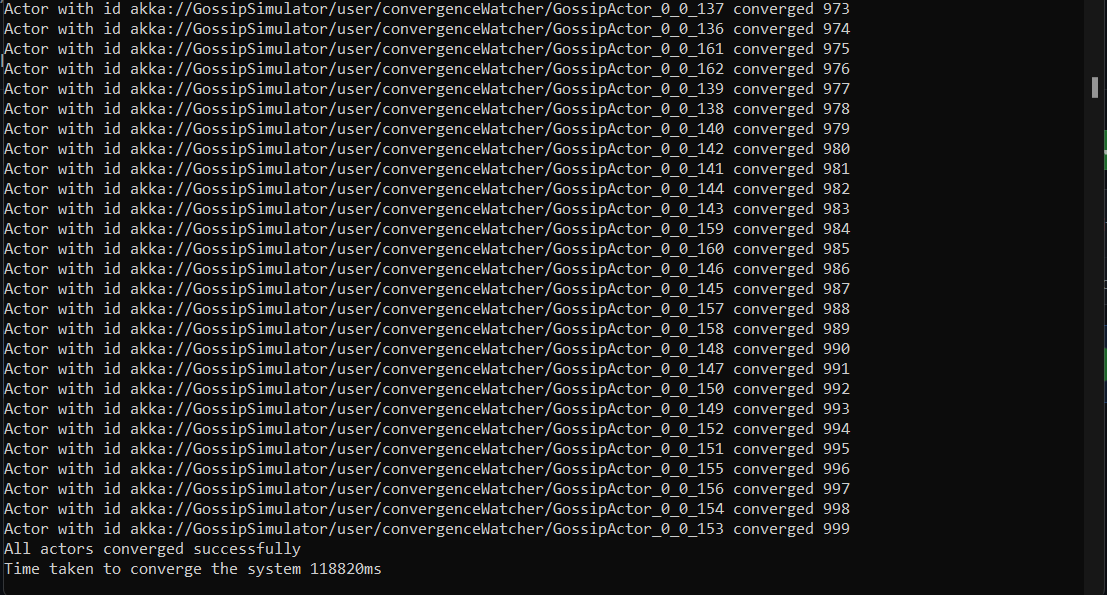 Actor with id akka://GossipSimulator/user/convergenceWatcher/GossipActor_0_0_137 converged 973
Actor with id akka://GossipSimulator/user/convergenceWatcher/GossipActor_0_0_136 converged 974
Actor with id akka://GossipSimulator/user/convergenceWatcher/GossipActor_0_0_161 converged 975
Actor with id akka://GossipSimulator/user/convergenceWatcher/GossipActor_0_0_162 converged 976
Actor with id akka://GossipSimulator/user/convergenceWatcher/GossipActor_0_0_139 converged 977
Actor with id akka://GossipSimulator/user/convergenceWatcher/GossipActor_0_0_138 converged 978
Actor with id akka://GossipSimulator/user/convergenceWatcher/GossipActor_0_0_140 converged 979
Actor with id akka://GossipSimulator/user/convergenceWatcher/GossipActor_0_0_142 converged 980
Actor with id akka://GossipSimulator/user/convergenceWatcher/GossipActor_0_0_141 converged 981
Actor with id akka://GossipSimulator/user/convergenceWatcher/GossipActor_0_0_144 converged 982
Actor with id akka://GossipSimulator/user/convergenceWatcher/GossipActor_0_0_143 converged 983
Actor with id akka://GossipSimulator/user/convergenceWatcher/GossipActor_0_0_159 converged 984
Actor with id akka://GossipSimulator/user/convergenceWatcher/GossipActor_0_0_160 converged 985
Actor with id akka://GossipSimulator/user/convergenceWatcher/GossipActor_0_0_146 converged 986
Actor with id akka://GossipSimulator/user/convergenceWatcher/GossipActor_0_0_145 converged 987
Actor with id akka://GossipSimulator/user/convergenceWatcher/GossipActor_0_0_157 converged 988
Actor with id akka://GossipSimulator/user/convergenceWatcher/GossipActor_0_0_158 converged 989
Actor with id akka://GossipSimulator/user/convergenceWatcher/GossipActor_0_0_148 converged 990
Actor with id akka://GossipSimulator/user/convergenceWatcher/GossipActor_0_0_147 converged 991
Actor with id akka://GossipSimulator/user/convergenceWatcher/GossipActor_0_0_150 converged 992
Actor with id akka://GossipSimulator/user/convergenceWatcher/GossipActor_0_0_149 converged 993
Actor with id akka://GossipSimulator/user/convergenceWatcher/GossipActor_0_0_152 converged 994
Actor with id akka://GossipSimulator/user/convergenceWatcher/GossipActor_0_0_151 converged 995
Actor with id akka://GossipSimulator/user/convergenceWatcher/GossipActor_0_0_155 converged 996
Actor with id akka://GossipSimulator/user/convergenceWatcher/GossipActor_0_0_156 converged 997
Actor with id akka://GossipSimulator/user/convergenceWatcher/GossipActor_0_0_154 converged 998
Actor with id akka://GossipSimulator/user/convergenceWatcher/GossipActor_0_0_153 converged 999
All actors converged successfully
Time taken to converge the system 118820ms